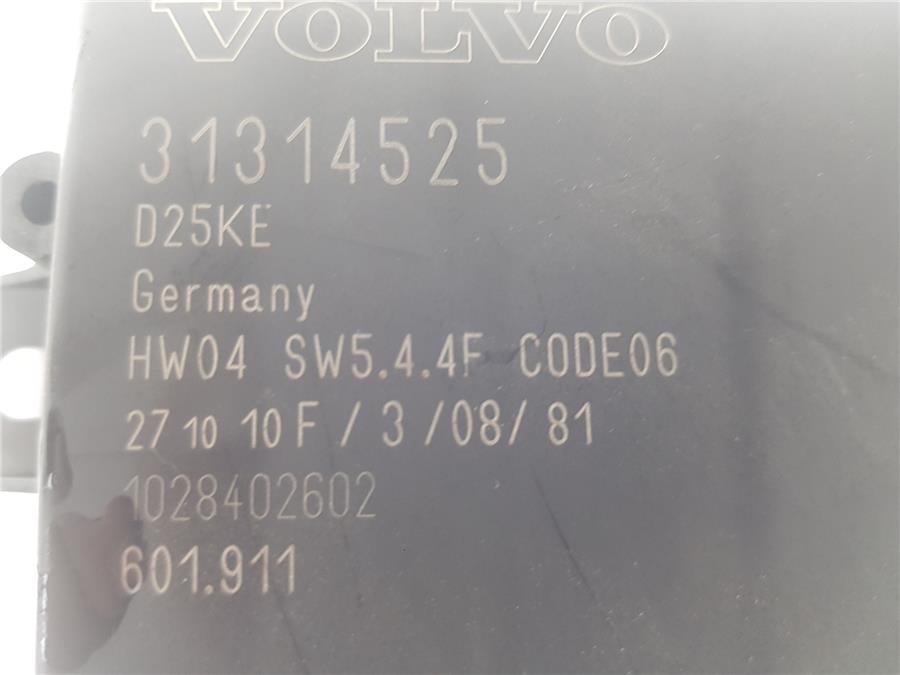 VOLVO
31314525
D25KE
Germany
HW04 SW5.4.4F CODE06
27 10 10 F / 3 /08/ 81
1028402602
601.911